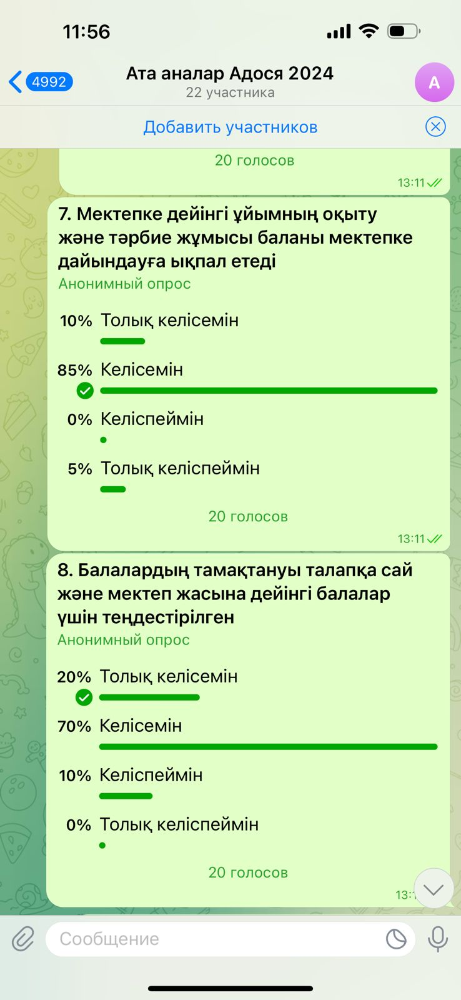 11:56
4992
Ата аналар Адося 2024
22 участника
А
Добавить участников
20 голосов
13:11
7. Мектепке дейінгі ұйымның оқыту
және тәрбие жұмысы баланы мектепке
дайындауға ықпал етеді
Анонимный опрос
10% Толық келісемін
85% Келісемін
0% Келіспеймін
5% Толық келіспеймін
20 голосов
13:11
8. Балалардың тамақтануы талапқа сай
және мектеп жасына дейінгі балалар
үшін теңдестірілген
Анонимный опрос
20% Толық келісемін
70% Келісемін
10% Келіспеймін
0% Толық келіспеймін
20 голосов
Сообщение